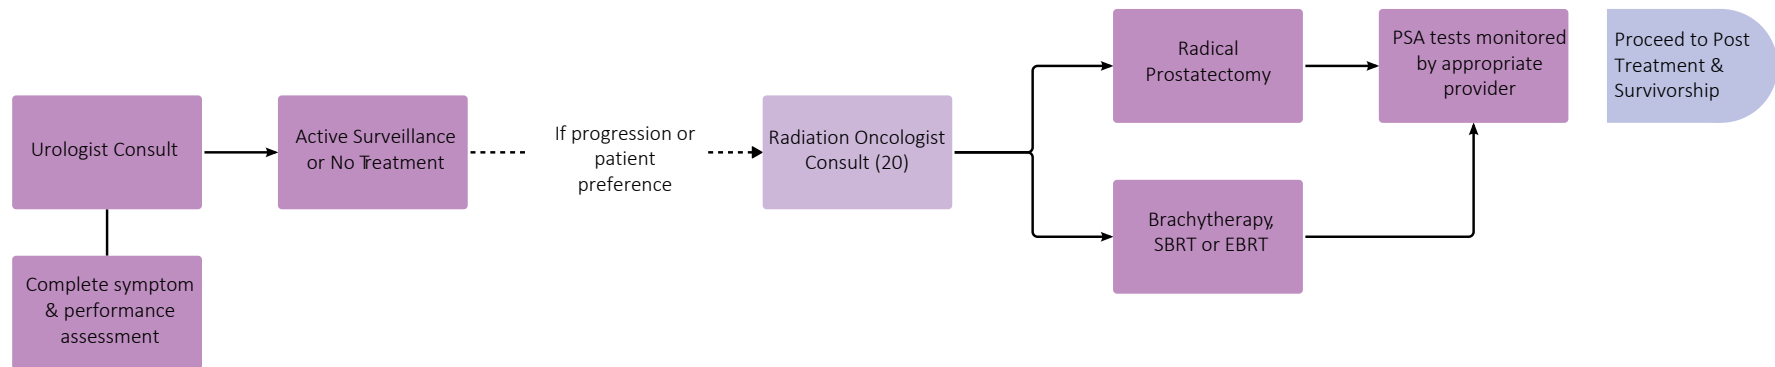 Urologist Consult
Complete symptom
& performance
assessment
Active Surveillance
or No Treatment
If progression or
patient
preference
Radiation Oncologist
Consult (20)
Radical
Prostatectomy
Brachytherapy,
SBRT or EBRT
PSA tests monitored
by appropriate
provider
Proceed to Post
Treatment &
Survivorship